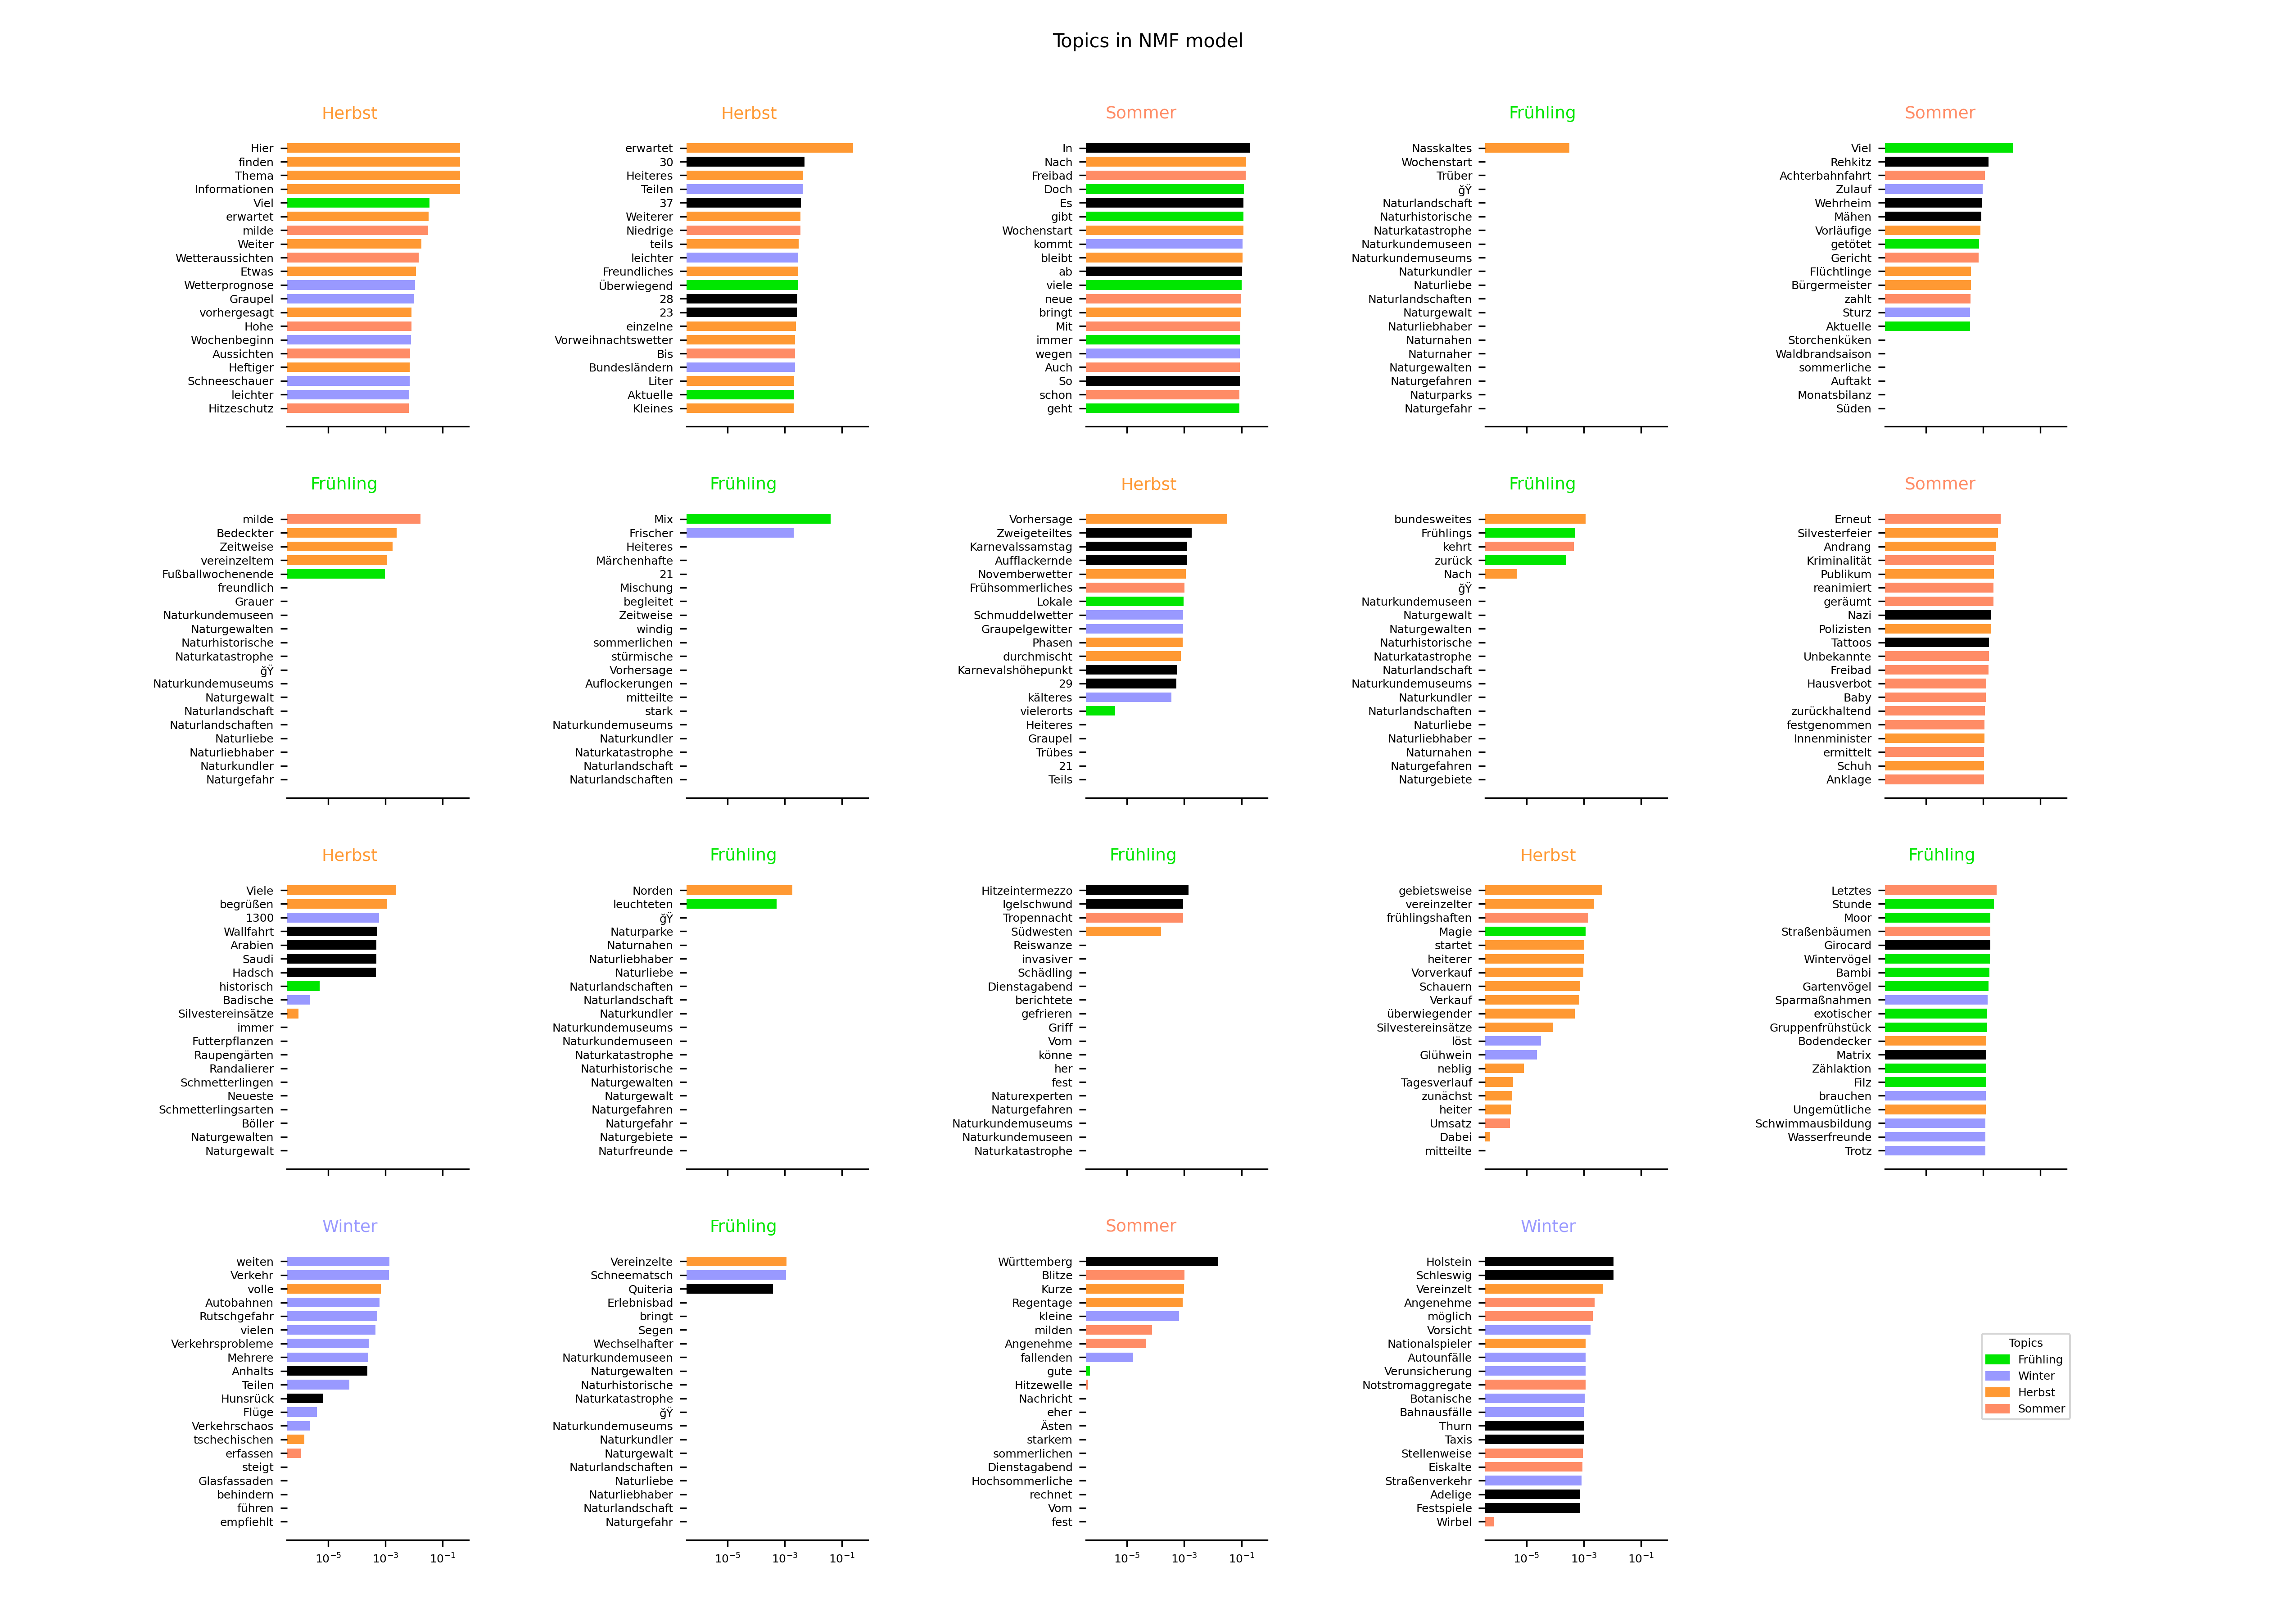 Topics in NMF model
Herbst
Hier
finden
Thema
Informationen
Viel
erwartet
milde
Weiter
Wetteraussichten
Etwas
Wetterprognose
Graupel
vorhergesagt
Hohe
Wochenbeginn
Aussichten
Heftiger
Schneeschauer
leichter
Hitzeschutz
Herbst
erwartet
30
Heiteres
Teilen
37
Weiterer
Niedrige
teils
leichter
Freundliches
Überwiegend
28
23
einzelne
Vorweihnachtswetter
Bis
Bundesländern
Liter
Aktuelle
Kleines
Sommer
In
Nach
Freibad
Doch
Es
gibt
Wochenstart
kommt
bleibt
ab
viele
neue
bringt
Mit
immer
wegen
Auch
So
schon
geht
Frühling
Nasskaltes
Wochenstart
Trüber
ğŸ
Naturlandschaft
Naturhistorische
Naturkatastrophe
Naturkundemuseen
Naturkundemuseums
Naturkundler
Naturliebe
Naturlandschaften
Naturgewalt
Naturliebhaber
Naturnahen
Naturnaher
Naturgewalten
Naturgefahren
Naturparks
Naturgefahr
Sommer
Viel
Rehkitz
Achterbahnfahrt
Zulauf
Wehrheim
Mähen
Vorläufige
getötet
Gericht
Flüchtlinge
Bürgermeister
zahlt
Sturz
Aktuelle
Storchenküken
Waldbrandsaison
sommerliche
Auftakt
Monatsbilanz
Süden
Frühling
milde
Bedeckter
Zeitweise
vereinzeltem
Fußballwochenende
freundlich
Grauer
Naturkundemuseen
Naturgewalten
Naturhistorische
Naturkatastrophe
ğŸ
Naturkundemuseums
Naturgewalt
Naturlandschaft
Naturlandschaften
Naturliebe
Naturliebhaber
Naturkundler
Naturgefahr
Frühling
Mix
Frischer
Heiteres
Märchenhafte
21
Mischung
begleitet
Zeitweise
windig
sommerlichen
stürmische
Vorhersage
Auflockerungen
mitteilte
stark
Naturkundemuseums
Naturkundler
Naturkatastrophe
Naturlandschaft
Naturlandschaften
Herbst
Vorhersage
Zweigeteiltes
Karnevalssamstag
Aufflackernde
Novemberwetter
Frühsommerliches
Lokale
Schmuddelwetter
Graupelgewitter
Phasen
durchmischt
Karnevalshöhepunkt
29
kälteres
vielerorts
Heiteres
Graupel
Trübes
21
Teils
Frühling
bundesweites
Frühlings
kehrt
zurück
Nach
ğŸ
Naturkundemuseen
Naturgewalt
Naturgewalten
Naturhistorische
Naturkatastrophe
Naturlandschaft
Naturkundemuseums
Naturkundler
Naturlandschaften
Naturliebe
Naturliebhaber
Naturnahen
Naturgefahren
Naturgebiete
Sommer
Erneut
Silvesterfeier
Andrang
Kriminalität
Publikum
reanimiert
geräumt
Nazi
Polizisten
Tattoos
Unbekannte
Freibad
Hausverbot
Baby
zurückhaltend
festgenommen
Innenminister
ermittelt
Schuh
Anklage
Herbst
Viele
begrüßen
1300
Wallfahrt
Arabien
Saudi
Hadsch
historisch
Badische
Silvestereinsätze
immer
Futterpflanzen
Raupengärten
Randalierer
Schmetterlingen
Neueste
Schmetterlingsarten
Böller
Naturgewalten
Naturgewalt
Frühling
Norden
leuchteten
ğŸ
Naturparke
Naturnahen
Naturliebhaber
Naturliebe
Naturlandschaften
Naturlandschaft
Naturkundler
Naturkundemuseums
Naturkundemuseen
Naturkatastrophe
Naturhistorische
Naturgewalten
Naturgewalt
Naturgefahren
Naturgefahr
Naturgebiete
Naturfreunde
Frühling
Hitzeintermezzo
Igelschwund
Tropennacht
Südwesten
Reiswanze
invasiver
Schädling
Dienstagabend
berichtete
gefrieren
Griff
Vom
könne
her
fest
Naturexperten
Naturgefahren
Naturkundemuseums
Naturkundemuseen
Naturkatastrophe
Herbst
gebietsweise
vereinzelter
frühlingshaften
Magie
startet
heiterer
Vorverkauf
Schauern
Verkauf
überwiegender
Silvestereinsätze
löst
Glühwein
neblig
Tagesverlauf
zunächst
heiter
Umsatz
Dabei
mitteilte
Frühling
Letztes
Stunde
Moor
Straßenbäumen
Girocard
Wintervögel
Bambi
Gartenvögel
Sparmaßnahmen
exotischer
Gruppenfrühstück
Bodendecker
Matrix
Zählaktion
Filz
brauchen
Ungemütliche
Schwimmausbildung
Wasserfreunde
Trotz
Winter
weiten
Verkehr
volle
Autobahnen
Rutschgefahr
vielen
Verkehrsprobleme
Mehrere
Anhalts
Teilen
Hunsrück
Flüge
Verkehrschaos
tschechischen
erfassen
steigt
Glasfassaden
behindern
führen
empfiehlt
10⁻⁵ 10⁻³ 10⁻¹
Frühling
Vereinzelte
Schneematsch
Quiteria
Erlebnisbad
bringt
Segen
Wechselhafter
Naturkundemuseen
Naturgewalten
Naturhistorische
Naturkatastrophe
ğŸ
Naturkundemuseums
Naturkundler
Naturgewalt
Naturlandschaften
Naturliebe
Naturliebhaber
Naturlandschaft
Naturgefahr
10⁻⁵ 10⁻³ 10⁻¹
Sommer
Württemberg
Blitze
Kurze
Regentage
kleine
milden
Angenehme
fallenden
gute
Hitzewelle
Nachricht
eher
Ästen
starkem
sommerlichen
Dienstagabend
Hochsommerliche
rechnet
Vom
fest
10⁻⁵ 10⁻³ 10⁻¹
Winter
Holstein
Schleswig
Vereinzelt
Angenehme
möglich
Vorsicht
Nationalspieler
Autounfälle
Verunsicherung
Notstromaggregate
Botanische
Bahnausfälle
Thurn
Taxis
Stellenweise
Eiskalte
Straßenverkehr
Adelige
Festspiele
Wirbel
10⁻⁵ 10⁻³ 10⁻¹
Topics
Frühling
Winter
Herbst
Sommer